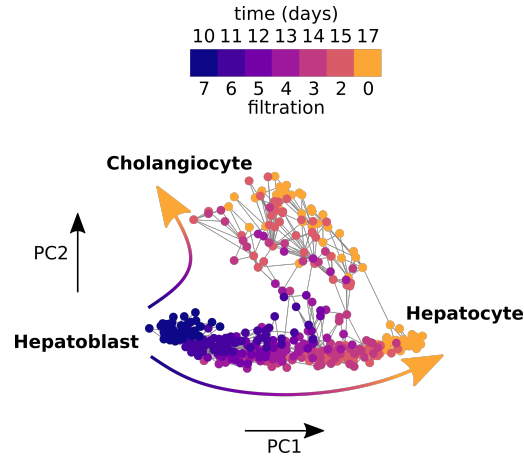 time (days)
10 11 12 13 14 15 17
7 6 5 4 3 2 0
filtration
Cholangiocyte
PC2
Hepatocyte
Hepatoblast
PC1